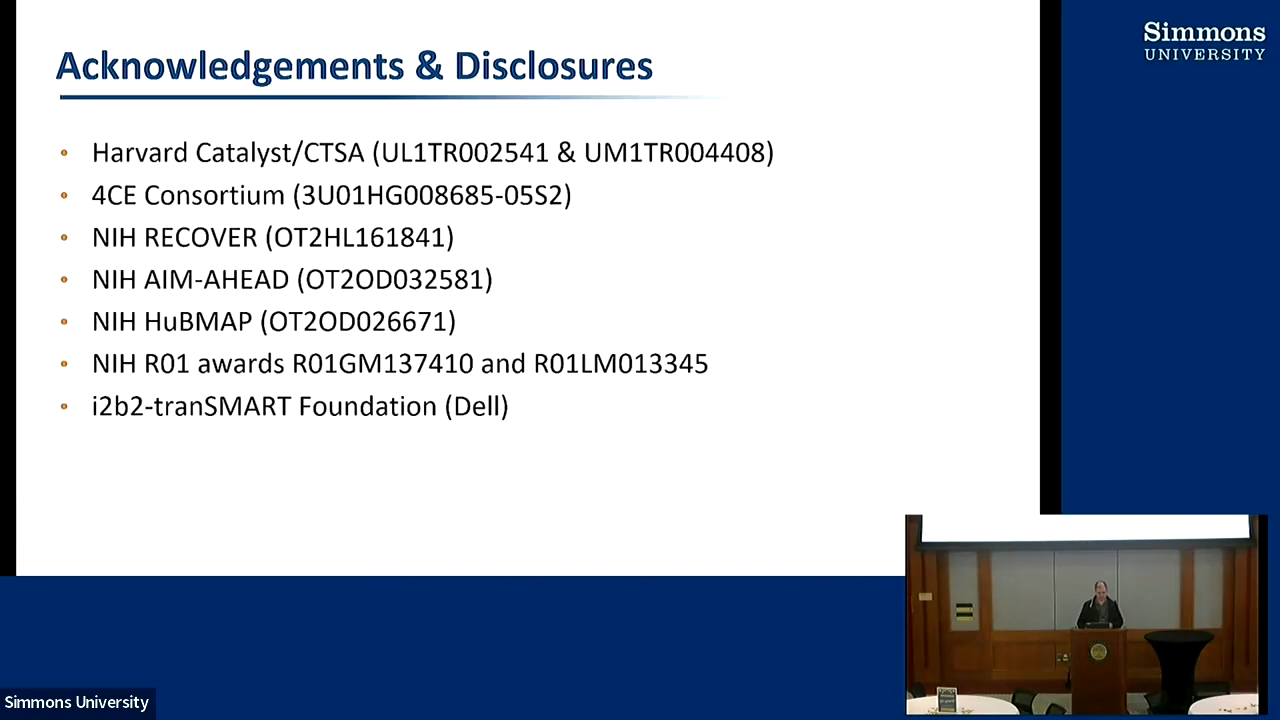 Acknowledgements & Disclosures
Simmons
UNIVERSITY
• Harvard Catalyst/CTSA (UL1TR002541 & UM1TR004408)
• 4CE Consortium (3U01HG008685-05S2)
• NIH RECOVER (OT2HL161841)
• NIH AIM-AHEAD (OT2OD032581)
• NIH HuBMAP (OT2OD026671)
• NIH R01 awards R01GM137410 and R01LM013345
• i2b2-tranSMART Foundation (Dell)
Simmons University